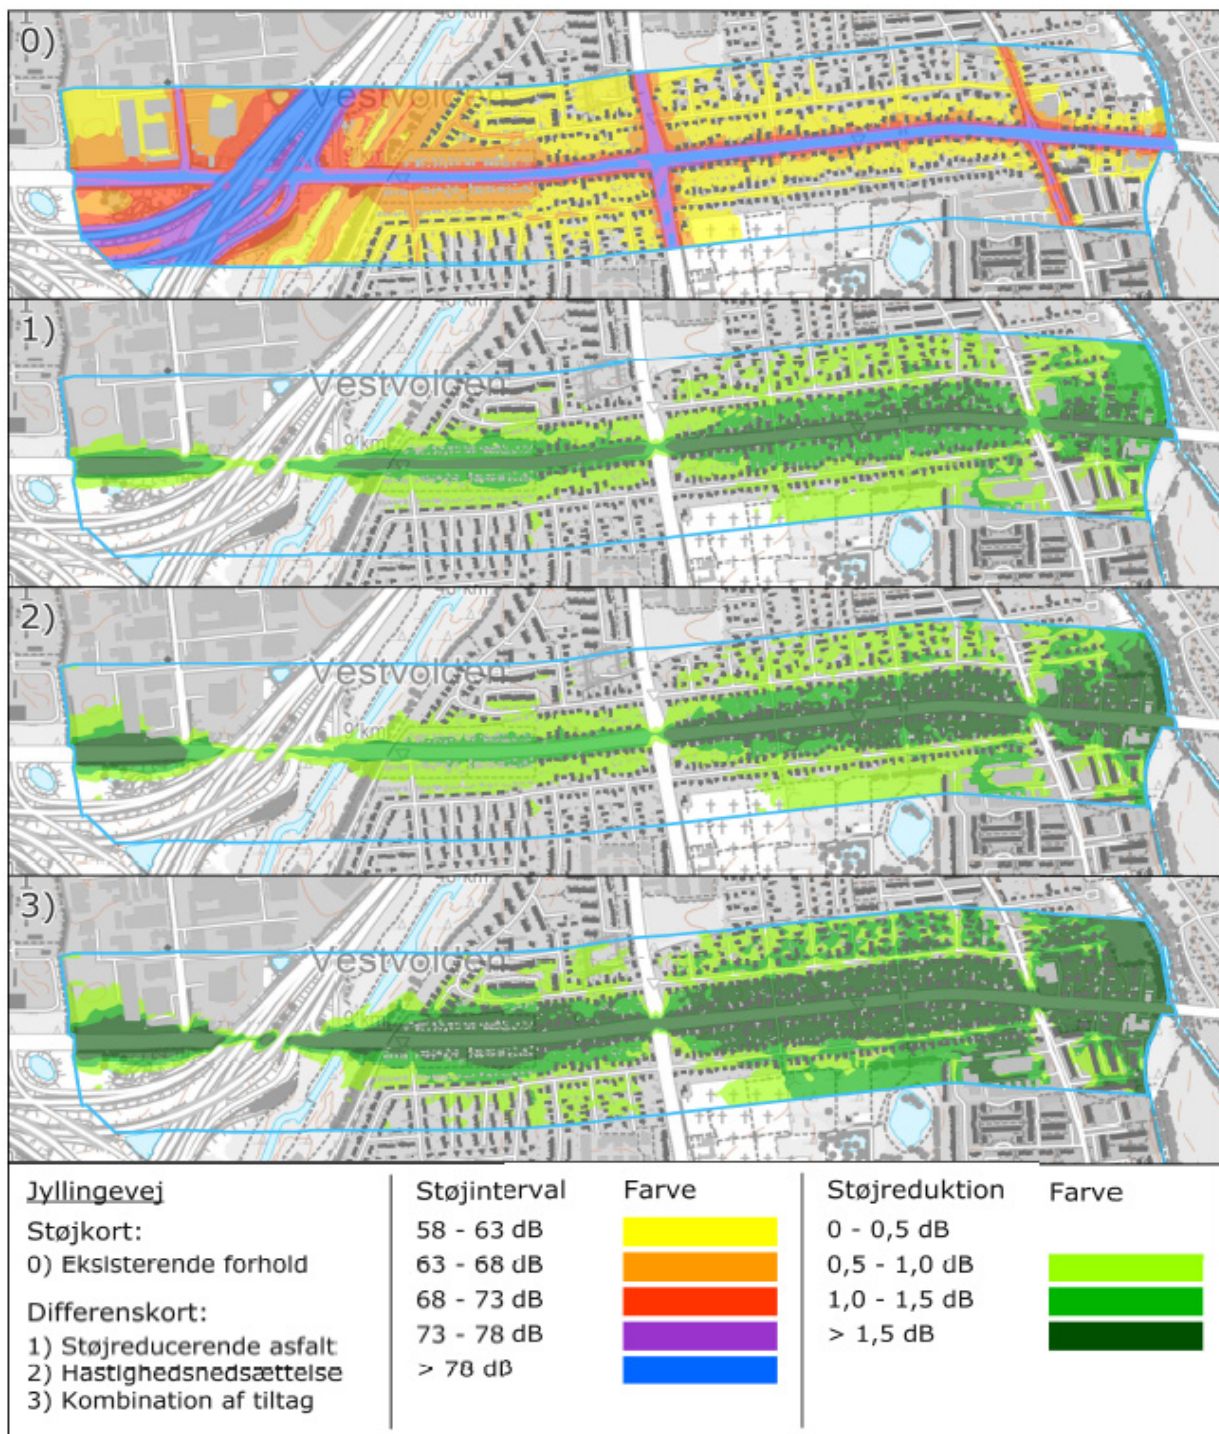 0)
Vestvolden
1)
Vestvolden
2)
Vestvolden
3)
Vestvolden
Jyllingevej
Støjkort:
0) Eksisterende forhold
Differenskort:
1) Støjreducerende asfalt
2) Hastighedsnedsættelse
3) Kombination af tiltag
Støjinterval Farve
58 - 63 dB
63 - 68 dB
68 - 73 dB
73 - 78 dB
> 78 dB
Støjreduktion Farve
0 - 0,5 dB
0,5 - 1,0 dB
1,0 - 1,5 dB
> 1,5 dB